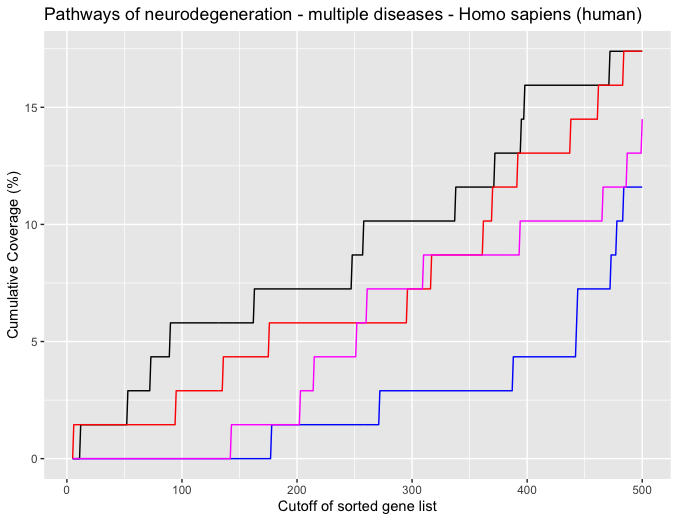 Pathways of neurodegeneration - multiple diseases - Homo sapiens (human)
Cumulative Coverage (%)
15
10
5
0
0 100 200 300 400 500
Cutoff of sorted gene list